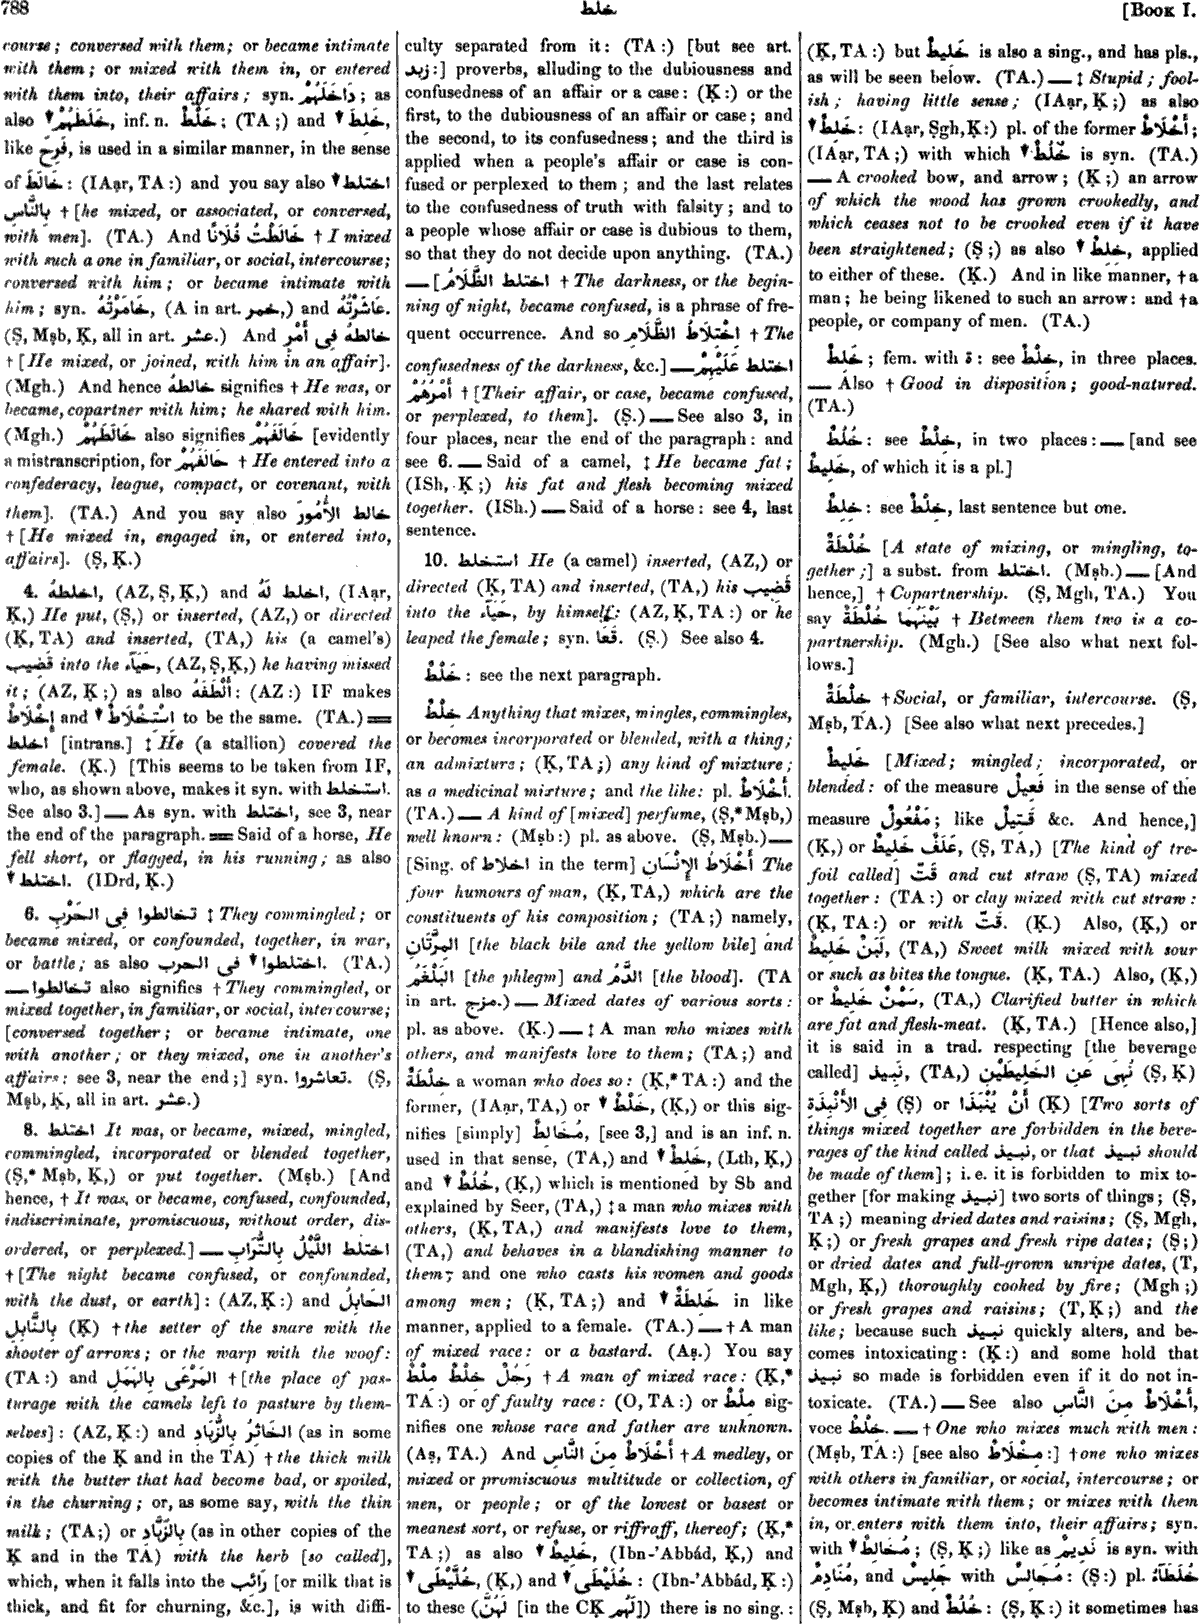 788
خلط
[BOOK I.
course; conversed with them; or became intimate
with them; or mixed with them in, or entered
with them into, their affairs; syn. دَاخَلَهُمْ; as
also ▼ خَلَطَهُمْ, inf. n. خَلْطٌ; (TA;) and ▼ خَلِطَ,
like فَرِحَ, is used in a similar manner, in the sense
of خَالَطَ: (IAạr, TA:) and you say also ▼ اختلط
بِالنَّاسِ † [he mixed, or associated, or conversed,
with men]. (TA.) And خَالَطْتُ فُلَانًا † I mixed
with such a one in familiar, or social, intercourse;
conversed with him; or became intimate with
him; syn. خَامَرْتُهُ, (A in art. خمر,) and عَاشَرْتُهُ.
(Ṣ, Mṣb, Ḳ, all in art. عشر.) And خالطهُ فِى أَمْرٍ
† [He mixed, or joined, with him in an affair].
(Mgh.) And hence خالطهُ signifies † He was, or
became, copartner with him; he shared with him.
(Mgh.) خَالَطَهُمْ also signifies خَالَفَهُمْ [evidently
a mistranscription, for حَالَفَهُمْ † He entered into a
confederacy, league, compact, or covenant, with
them]. (TA.) And you say also خالط الأُمُورَ
† [He mixed in, engaged in, or entered into,
affairs]. (Ṣ, Ḳ.)
4. اخلطهُ, (AZ, Ṣ, Ḳ,) and اخلط لَهُ, (IAạr,
Ḳ,) He put, (Ṣ,) or inserted, (AZ,) or directed
(Ḳ, TA) and inserted, (TA,) his (a camel's)
قَضِيب into the حَيَآء, (AZ, Ṣ, Ḳ,) he having missed
it; (AZ, Ḳ;) as also أَلْطَفَهُ: (AZ:) IF makes
إِخْلَاطٌ and ▼ اسْتِخْلَاطٌ to be the same. (TA.) ═
اخلط [intrans.] ‡ He (a stallion) covered the
female. (Ḳ.) [This seems to be taken from IF,
who, as shown above, makes it syn. with استخلط.
See also 3.] — As syn. with اختلط, see 3, near
the end of the paragraph. ═ Said of a horse, He
fell short, or flagged, in his running; as also
▼ اختلط. (IDrd, Ḳ.)
6. تخالطوا فِى الحَرْبِ ‡ They commingled; or
became mixed, or confounded, together, in war,
or battle; as also ▼ اختلطوا فى الحرب. (TA.)
— تخالطوا also signifies † They commingled, or
mixed together, in familiar, or social, intercourse;
[conversed together; or became intimate, one
with another; or they mixed, one in another's
affairs: see 3, near the end;] syn. تعاشروا. (Ṣ,
Mṣb, Ḳ, all in art. عشر.)
8. اختلط It was, or became, mixed, mingled,
commingled, incorporated or blended together,
(Ṣ,* Mṣb, Ḳ,) or put together. (Mṣb.) [And
hence, † It was, or became, confused, confounded,
indiscriminate, promiscuous, without order, dis-
ordered, or perplexed.] — اختلط اللَّيْلُ بِالتُّرَابِ
† [The night became confused, or confounded,
with the dust, or earth]: (AZ, Ḳ:) and الحَابِلُ
بِالنَّابِلِ (Ḳ) † the setter of the snare with the
shooter of arrows; or the warp with the woof:
(TA:) and المَرْعَى بِالهَمَلِ † [the place of pas-
turage with the camels left to pasture by them-
selves]: (AZ, Ḳ:) and الخَاثِرُ بِالزُّبَادِ (as in some
copies of the Ḳ and in the TA) † the thick milk
with the butter that had become bad, or spoiled,
in the churning; or, as some say, with the thin
milk; (TA;) or بِالزُّبَّادِ (as in other copies of the
Ḳ and in the TA) with the herb [so called],
which, when it falls into the رَائِب [or milk that is
thick, and fit for churning, &c.], is with diffi-
culty separated from it: (TA:) [but see art.
زبد:] proverbs, alluding to the dubiousness and
confusedness of an affair or a case: (Ḳ:) or the
first, to the dubiousness of an affair or case; and
the second, to its confusedness; and the third is
applied when a people's affair or case is con-
fused or perplexed to them; and the last relates
to the confusedness of truth with falsity; and to
a people whose affair or case is dubious to them,
so that they do not decide upon anything. (TA.)
— [اختلط الظَّلَامُ † The darkness, or the begin-
ning of night, became confused, is a phrase of fre-
quent occurrence. And so اخْتِلَاطُ الظَّلَامِ † The
confusedness of the darkness, &c.] — اختلط عَلَيْهِمْ
أَمْرُهُمْ † [Their affair, or case, became confused,
or perplexed, to them]. (Ṣ.) — See also 3, in
four places, near the end of the paragraph: and
see 6. — Said of a camel, ‡ He became fat;
(ISh, Ḳ;) his fat and flesh becoming mixed
together. (ISh.) — Said of a horse: see 4, last
sentence.
10. استخلط He (a camel) inserted, (AZ,) or
directed (Ḳ, TA) and inserted, (TA,) his قَضِيب
into the حَيَآء, by himself; (AZ, Ḳ, TA:) or he
leaped the female; syn. قَعَا. (Ṣ.) See also 4.
خَلْطٌ: see the next paragraph.
خِلْطٌ Anything that mixes, mingles, commingles,
or becomes incorporated or blended, with a thing;
an admixture; (Ḳ, TA;) any kind of mixture;
as a medicinal mixture; and the like: pl. أَخْلَاطٌ.
(TA.) — A kind of [mixed] perfume, (Ṣ,* Mṣb,)
well known: (Mṣb:) pl. as above. (Ṣ, Mṣb.) —
[Sing. of اخلاط in the term] أَخْلَاطُ الإِنْسَانِ The
four humours of man, (Ḳ, TA,) which are the
constituents of his composition; (TA;) namely,
المِرَّتَانِ [the black bile and the yellow bile] and
البَلْغَمُ [the phlegm] and الدَّمُ [the blood]. (TA
in art. مزج.) — Mixed dates of various sorts:
pl. as above. (Ḳ.) — ‡ A man who mixes with
others, and manifests love to them; (TA;) and
خِلْطَةٌ a woman who does so: (Ḳ,* TA:) and the
former, (IAạr, TA,) or ▼ خَلْطٌ, (Ḳ,) or this sig-
nifies [simply] مُخَالِطٌ, [see 3,] and is an inf. n.
used in that sense, (TA,) and ▼ خَلِطٌ, (Lth, Ḳ,)
and ▼ خُلُطٌ, (Ḳ,) which is mentioned by Sb and
explained by Seer, (TA,) ‡ a man who mixes with
others, (Ḳ, TA,) and manifests love to them,
(TA,) and behaves in a blandishing manner to
them; and one who casts his women and goods
among men; (Ḳ, TA;) and ▼ خَلِطَةٌ in like
manner, applied to a female. (TA.) — † A man
of mixed race: or a bastard. (Aṣ.) You say
رَجُلٌ خِلْطٌ مِلْطٌ † A man of mixed race: (Ḳ,*
TA:) or of faulty race: (O, TA:) or مِلْطٌ sig-
nifies one whose race and father are unknown.
(Aṣ, TA.) And أَخْلَاطٌ مِنَ النَّاسِ † A medley, or
mixed or promiscuous multitude or collection, of
men, or people; or of the lowest or basest or
meanest sort, or refuse, or riffraff, thereof; (Ḳ,*
TA;) as also ▼ خَلِيطٌ, (Ibn-'Abbád, Ḳ,) and
▼ خُلَّيْطَى, (Ḳ,) and ▼ خُلَيْطَى: (Ibn-'Abbád, Ḳ:)
to these (لَهُنَّ [in the CḲ لَهُمْ]) there is no sing.:
(Ḳ, TA:) but خَلِيطٌ is also a sing., and has pls.,
as will be seen below. (TA.) — ‡ Stupid; fool-
ish; having little sense; (IAạr, Ḳ;) as also
▼ خَلِطٌ: (IAạr, Ṣgh, Ḳ:) pl. of the former أَخْلَاطٌ;
(IAạr, TA;) with which ▼ خُلُطٌ is syn. (TA.)
— A crooked bow, and arrow; (Ḳ;) an arrow
of which the wood has grown crookedly, and
which ceases not to be crooked even if it have
been straightened; (Ṣ;) as also ▼ خِلِطٌ, applied
to either of these. (Ḳ.) And in like manner, † a
man; he being likened to such an arrow: and † a
people, or company of men. (TA.)
خَلِطٌ; fem. with ة: see خِلْطٌ, in three places.
— Also † Good in disposition; good-natured.
(TA.)
خُلُطٌ: see خِلْطٌ, in two places: — [and see
خَلِيطٌ, of which it is a pl.]
خِلِطٌ: see خِلْطٌ, last sentence but one.
خُلْطَةٌ [A state of mixing, or mingling, to-
gether;] a subst. from اختلط. (Mṣb.) — [And
hence,] † Copartnership. (Ṣ, Mgh, TA.) You
say بَيْنَهُمَا خُلْطَةٌ † Between them two is a co-
partnership. (Mgh.) [See also what next fol-
lows.]
خِلْطَةٌ † Social, or familiar, intercourse. (Ṣ,
Mṣb, TA.) [See also what next precedes.]
خَلِيطٌ [Mixed; mingled; incorporated, or
blended: of the measure فَعِيلٌ in the sense of the
measure مَفْعُولٌ; like قَتِيلٌ &c. And hence,]
(Ḳ,) or عَلَفٌ خَلِيطٌ, (Ṣ, TA,) [The kind of tre-
foil called] قَتّ and cut straw (Ṣ, TA) mixed
together: (TA:) or clay mixed with cut straw:
(Ḳ, TA:) or with قَتّ. (Ḳ.) Also, (Ḳ,) or
لَبَنٌ خَلِيطٌ, (TA,) Sweet milk mixed with sour
or such as bites the tongue. (Ḳ, TA.) Also, (Ḳ,)
or سَمْنٌ خَلِيطٌ, (TA,) Clarified butter in which
are fat and flesh-meat. (Ḳ, TA.) [Hence also,]
it is said in a trad. respecting [the beverage
called] نَبِيذ, (TA,) نُهِىَ عَنِ الخَلِيطَيْنِ (Ṣ, Ḳ)
فِى الأَنْبِذَةِ (Ṣ) or أَنْ يُنْبَذَا (Ḳ) [Two sorts of
things mixed together are forbidden in the beve-
rages of the kind called نبيذ, or that نبيذ should
be made of them]; i. e. it is forbidden to mix to-
gether [for making نبيذ] two sorts of things; (Ṣ,
TA;) meaning dried dates and raisins; (Ṣ, Mgh,
Ḳ;) or fresh grapes and fresh ripe dates; (Ṣ;)
or dried dates and full-grown unripe dates, (T,
Mgh, Ḳ,) thoroughly cooked by fire; (Mgh;)
or fresh grapes and raisins; (T, Ḳ;) and the
like; because such نبيذ quickly alters, and be-
comes intoxicating: (Ḳ:) and some hold that
نبيذ so made is forbidden even if it do not in-
toxicate. (TA.) — See also أَخْلَاطٌ مِنَ النَّاسِ,
voce خِلْطٌ. — † One who mixes much with men:
(Mṣb, TA:) [see also مِخْلَاطٌ:] † one who mixes
with others in familiar, or social, intercourse; or
becomes intimate with them; or mixes with them
in, or enters with them into, their affairs; syn.
with ▼ مُخَالِطٌ; (Ṣ, Ḳ;) like as نَدِيمٌ is syn. with
مُنَادِمٌ, and جَلِيسٌ with مُجَالِسٌ: (Ṣ:) pl. خُلَطَآءُ
(Ṣ, Mṣb, Ḳ) and خُلُطٌ: (Ṣ, Ḳ:) it sometimes has